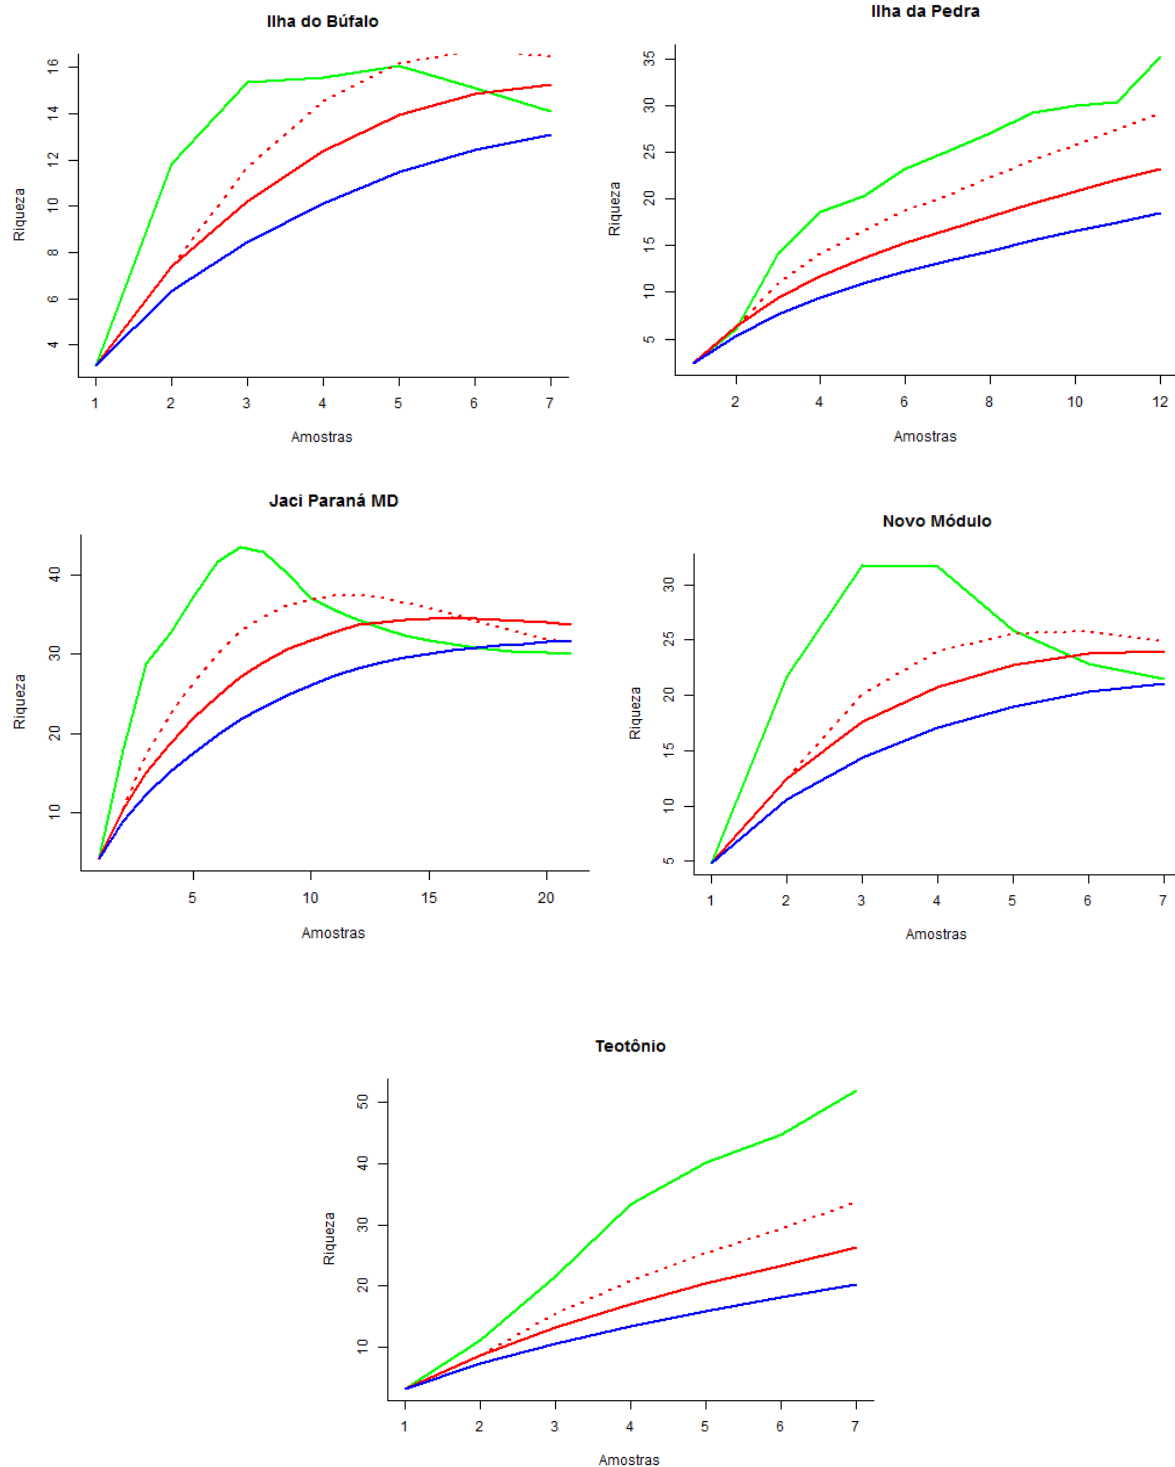 Ilha do Búfalo
Riqueza
4
6
8
10
12
14
16
1 2 3 4 5 6 7
Amostras
Ilha da Pedra
Riqueza
5
10
15
20
25
30
35
2 4 6 8 10 12
Amostras
Jaci Paraná MD
Riqueza
10
20
30
40
5 10 15 20
Amostras
Novo Módulo
Riqueza
5
10
15
20
25
30
1 2 3 4 5 6 7
Amostras
Teotônio
Riqueza
10
20
30
40
50
1 2 3 4 5 6 7
Amostras